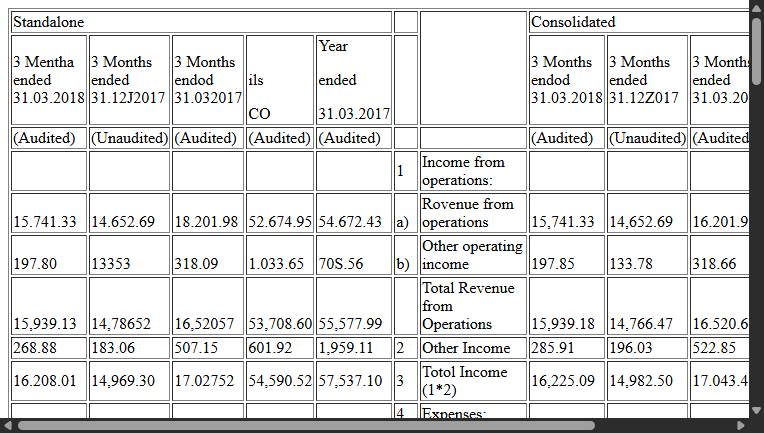 Standalone Consolidated
3 Mentha ended 31.03.2018 3 Months ended 31.12J2017 3 Months endod 31.032017 ils CO Year ended 31.03.2017 3 Months endod 31.03.2018 3 Months ended 31.12Z017 3 Months ended 31.03.20
(Audited) (Unaudited) (Audited) (Audited) (Audited) (Audited) (Unaudited) (Audited
1 Income from operations:
15.741.33 14.652.69 18.201.98 52.674.95 54.672.43 a) Rovenue from operations 15,741.33 14,652.69 16.201.9
197.80 13353 318.09 1.033.65 70S.56 b) Other operating income 197.85 133.78 318.66
15,939.13 14,78652 16,52057 53,708.60 55,577.99 Total Revenue from Operations 15,939.18 14,766.47 16.520.6
268.88 183.06 507.15 601.92 1,959.11 2 Other Income 285.91 196.03 522.85
16.208.01 14,969.30 17.02752 54,590.52 57,537.10 3 Totol Income (1*2) 16,225.09 14,982.50 17.043.4
4 Expenses: